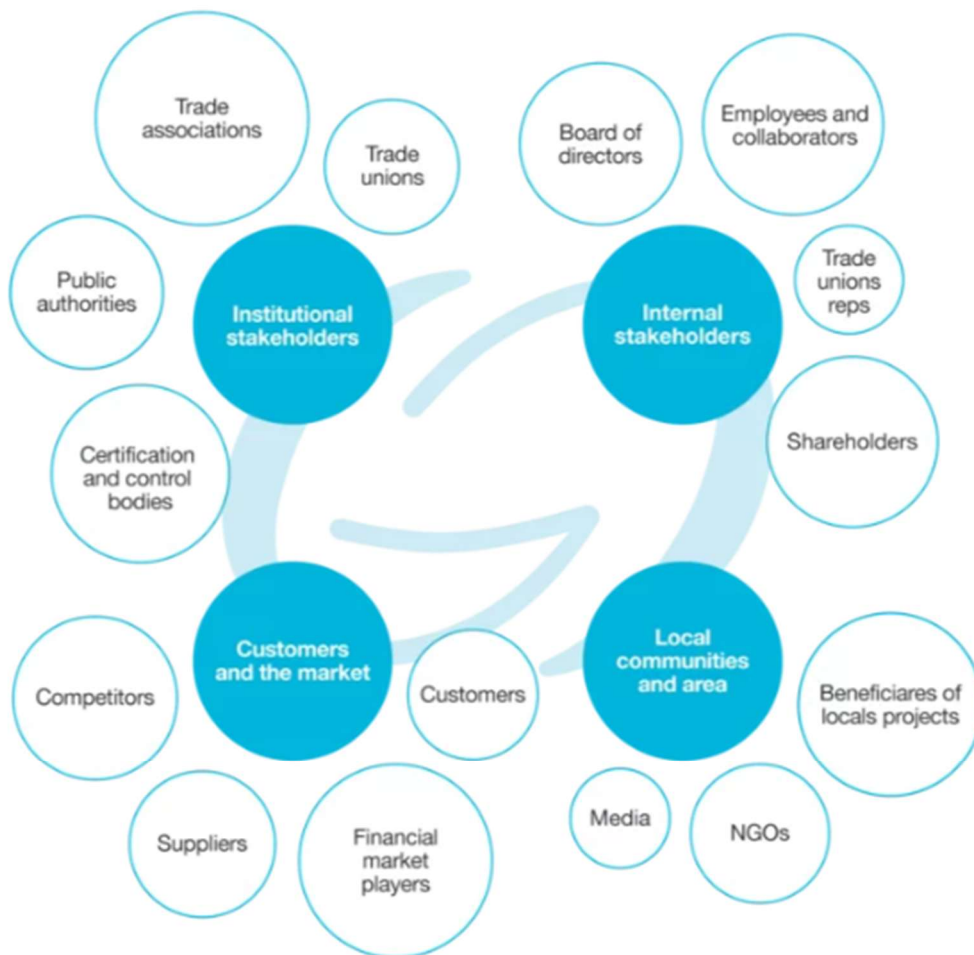 Trade
associations
Trade
unions
Public
authorities
Institutional
stakeholders
Certification
and control
bodies
Board of
directors
Employees and
collaborators
Internal
stakeholders
Trade
unions
reps
Shareholders
Customers
and the market
Competitors
Customers
Suppliers
Financial
market
players
Local
communities
and area
Beneficiares of
locals projects
Media
NGOs